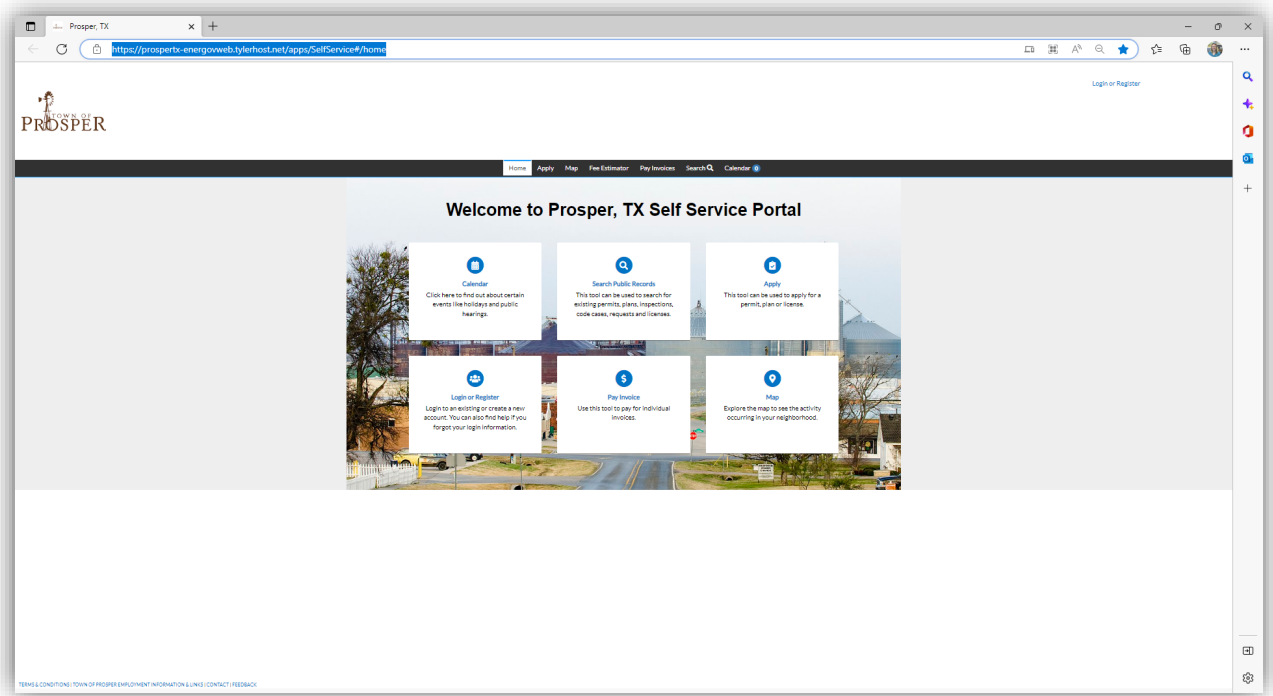 Prosper, TX
https://prospertx-energovweb.tylerhost.net/apps/SelfService#/home
Login or Register
TOWN OF
PROSPER
Home Apply Map Fee Estimator Pay Invoices Search Calendar 0
Welcome to Prosper, TX Self Service Portal
Calendar
Click here to find out about certain
events like holidays and public
hearings.
Search Public Records
This tool can be used to search for
existing permits, plans, inspections,
code cases, requests and licenses.
Apply
This tool can be used to apply for a
permit, plan or license.
Login or Register
Login to an existing or create a new
account. You can also find help if you
forgot your login information.
Pay Invoice
Use this tool to pay for individual
invoices.
Map
Explore the map to see the activity
occurring in your neighborhood.
TERMS & CONDITIONS | TOWN OF PROSPER EMPLOYMENT INFORMATION & LINKS | CONTACT | FEEDBACK